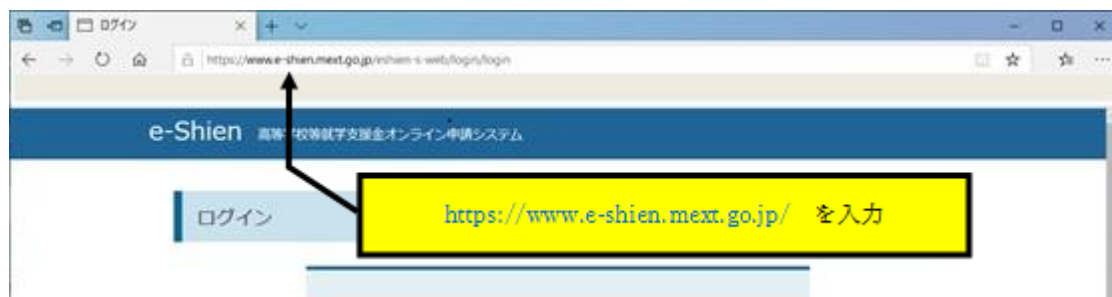 ログイン
https://www.e-shien.mext.go.jp/eshien-s-web/login/login
e-Shien 高等学校等就学支援金オンライン申請システム
ログイン
https://www.e-shien.mext.go.jp/ を入力